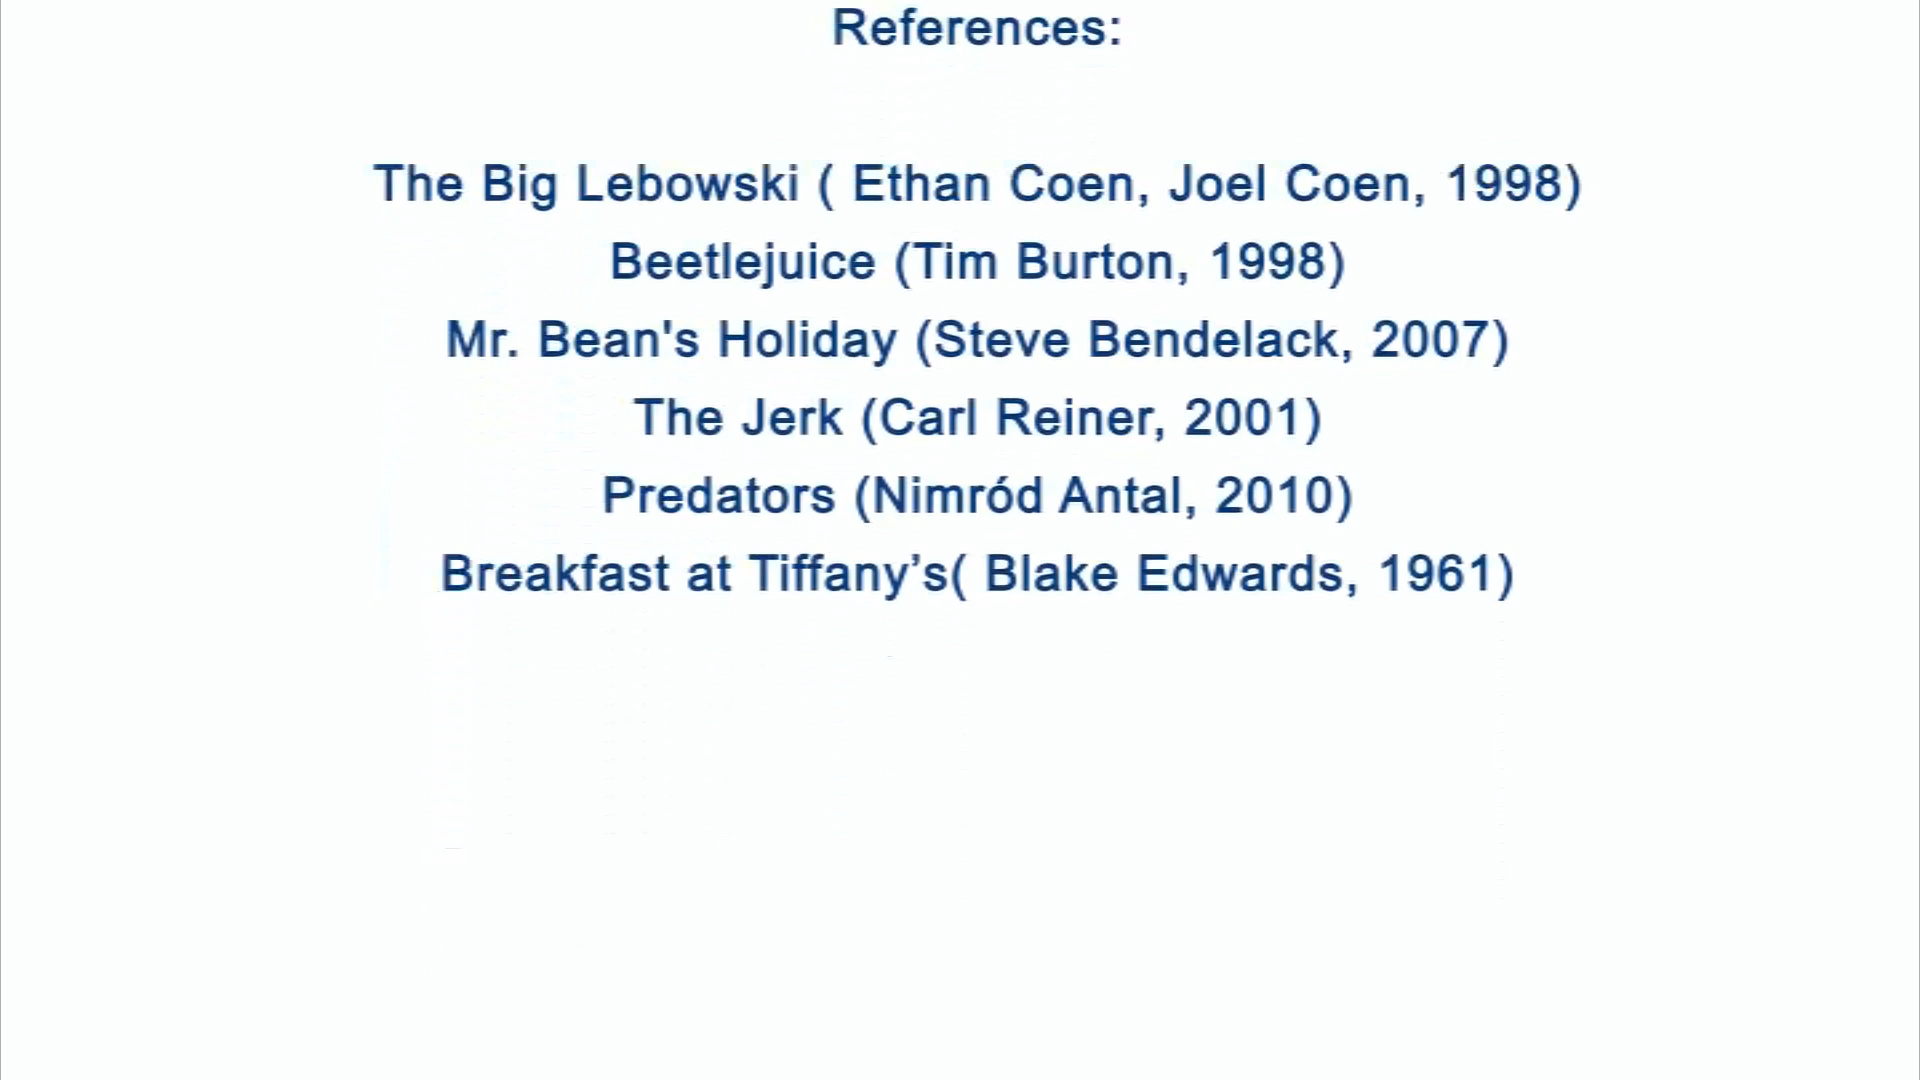 References:
The Big Lebowski ( Ethan Coen, Joel Coen, 1998)
Beetlejuice (Tim Burton, 1998)
Mr. Bean's Holiday (Steve Bendelack, 2007)
The Jerk (Carl Reiner, 2001)
Predators (Nimród Antal, 2010)
Breakfast at Tiffany’s( Blake Edwards, 1961)